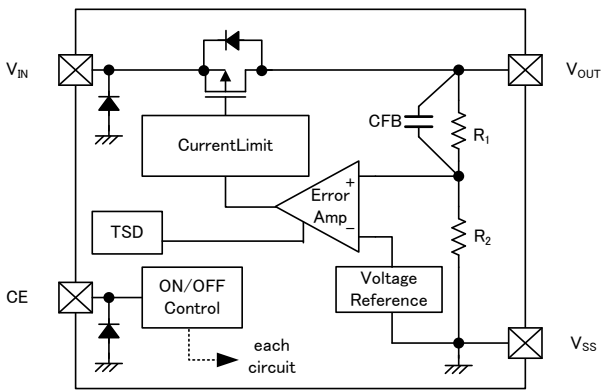 VIN
VOUT
CFB
R1
CurrentLimit
+
Error
Amp
-
TSD
R2
Voltage
Reference
CE
ON/OFF
Control
each
circuit
VSS